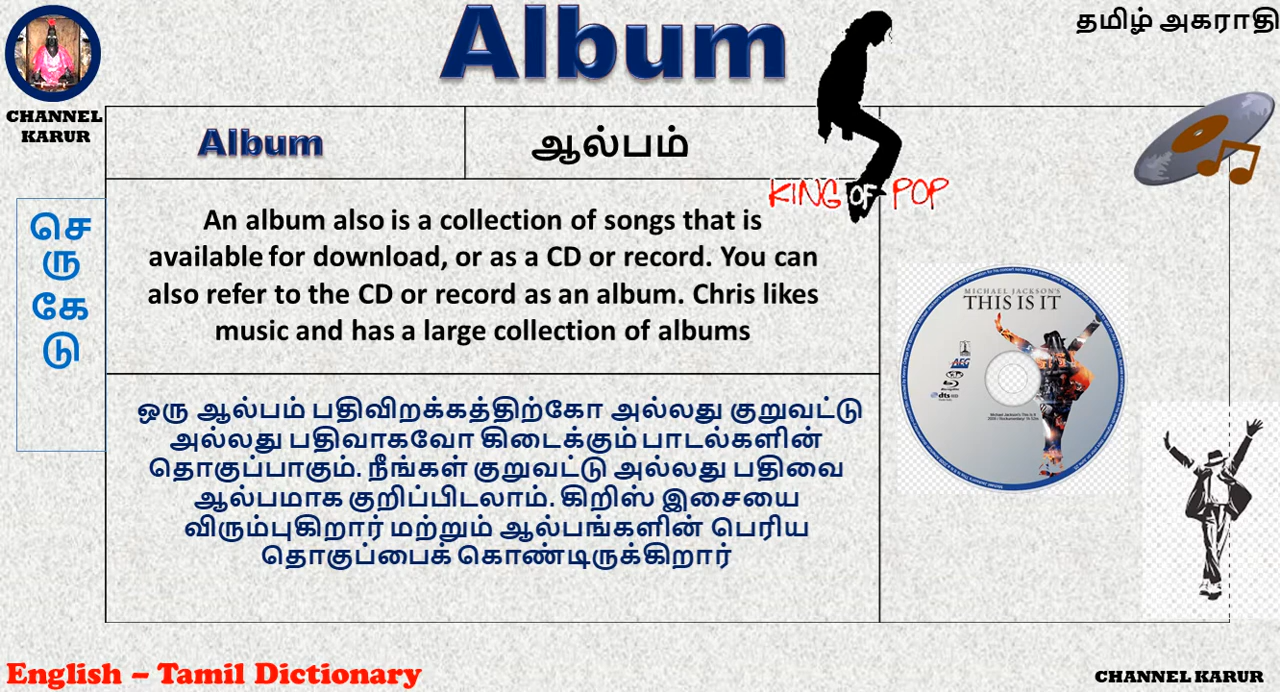 Album
தமிழ் அகராதி
CHANNEL
KARUR
Album
ஆல்பம்
KING OF POP
செ
ரு
கே
டு
An album also is a collection of songs that is
available for download, or as a CD or record. You can
also refer to the CD or record as an album. Chris likes
music and has a large collection of albums
ஒரு ஆல்பம் பதிவிறக்கத்திற்கோ அல்லது குறுவட்டு
அல்லது பதிவாகவோ கிடைக்கும் பாடல்களின்
தொகுப்பாகும். நீங்கள் குறுவட்டு அல்லது பதிவை
ஆல்பமாக குறிப்பிடலாம். கிறிஸ் இசையை
விரும்புகிறார் மற்றும் ஆல்பங்களின் பெரிய
தொகுப்பைக் கொண்டிருக்கிறார்
MICHAEL JACKSON'S
THIS IS IT
AEG
dts
English – Tamil Dictionary
CHANNEL KARUR